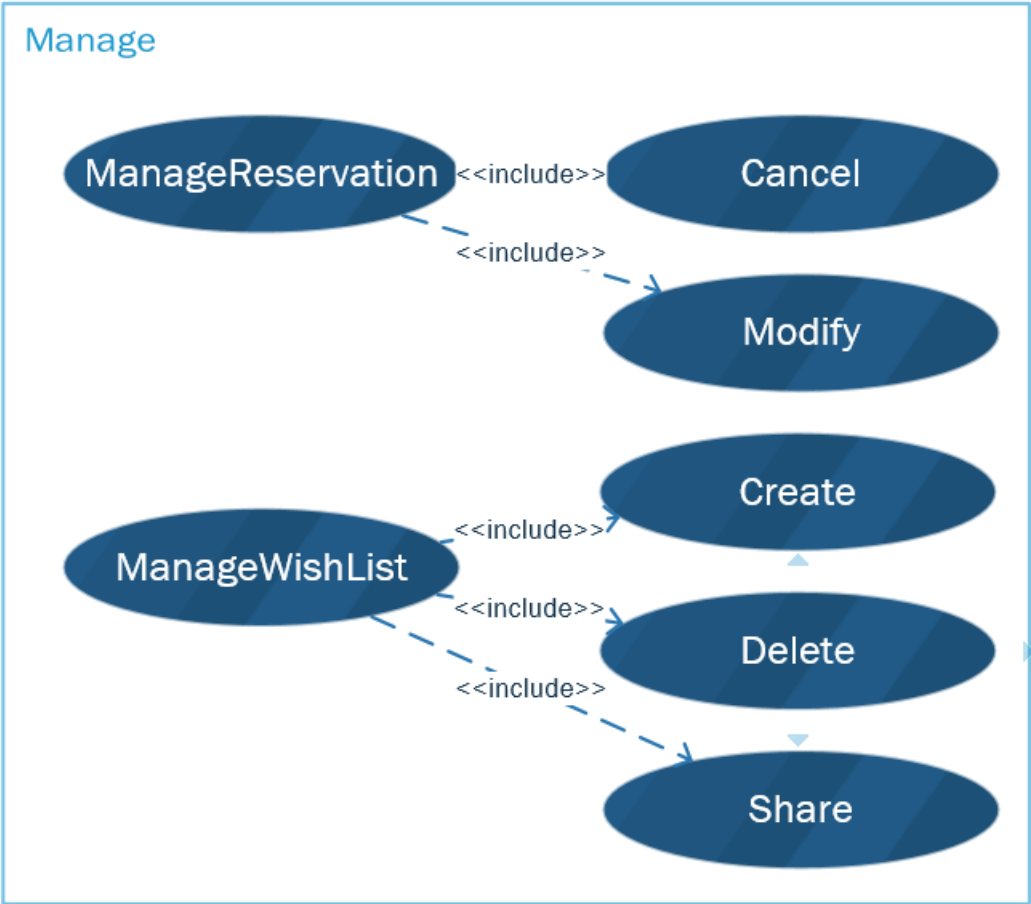 Manage
ManageReservation <<include>> Cancel
<<include>>
Modify
Create
<<include>>
ManageWishList
<<include>>
Delete
<<include>>
Share